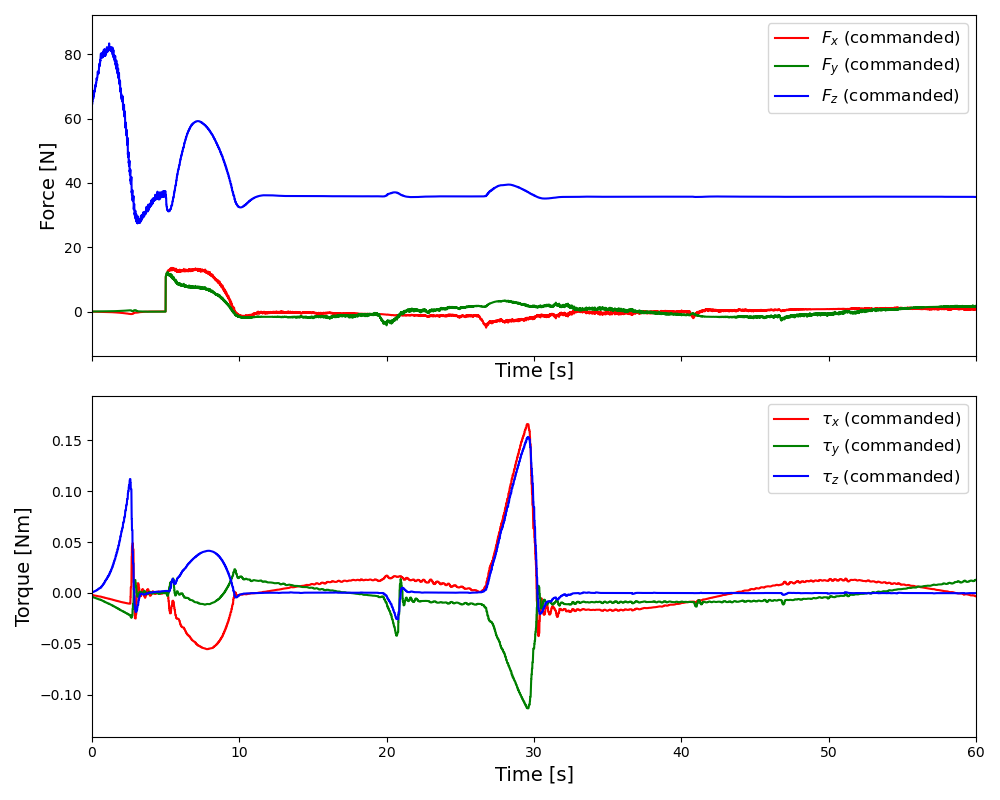 80
60
40
20
0
Force [N]
Fx (commanded)
Fy (commanded)
Fz (commanded)
Time [s]
0.15
0.10
0.05
0.00
−0.05
−0.10
Torque [Nm]
τx (commanded)
τy (commanded)
τz (commanded)
0 10 20 30 40 50 60
Time [s]